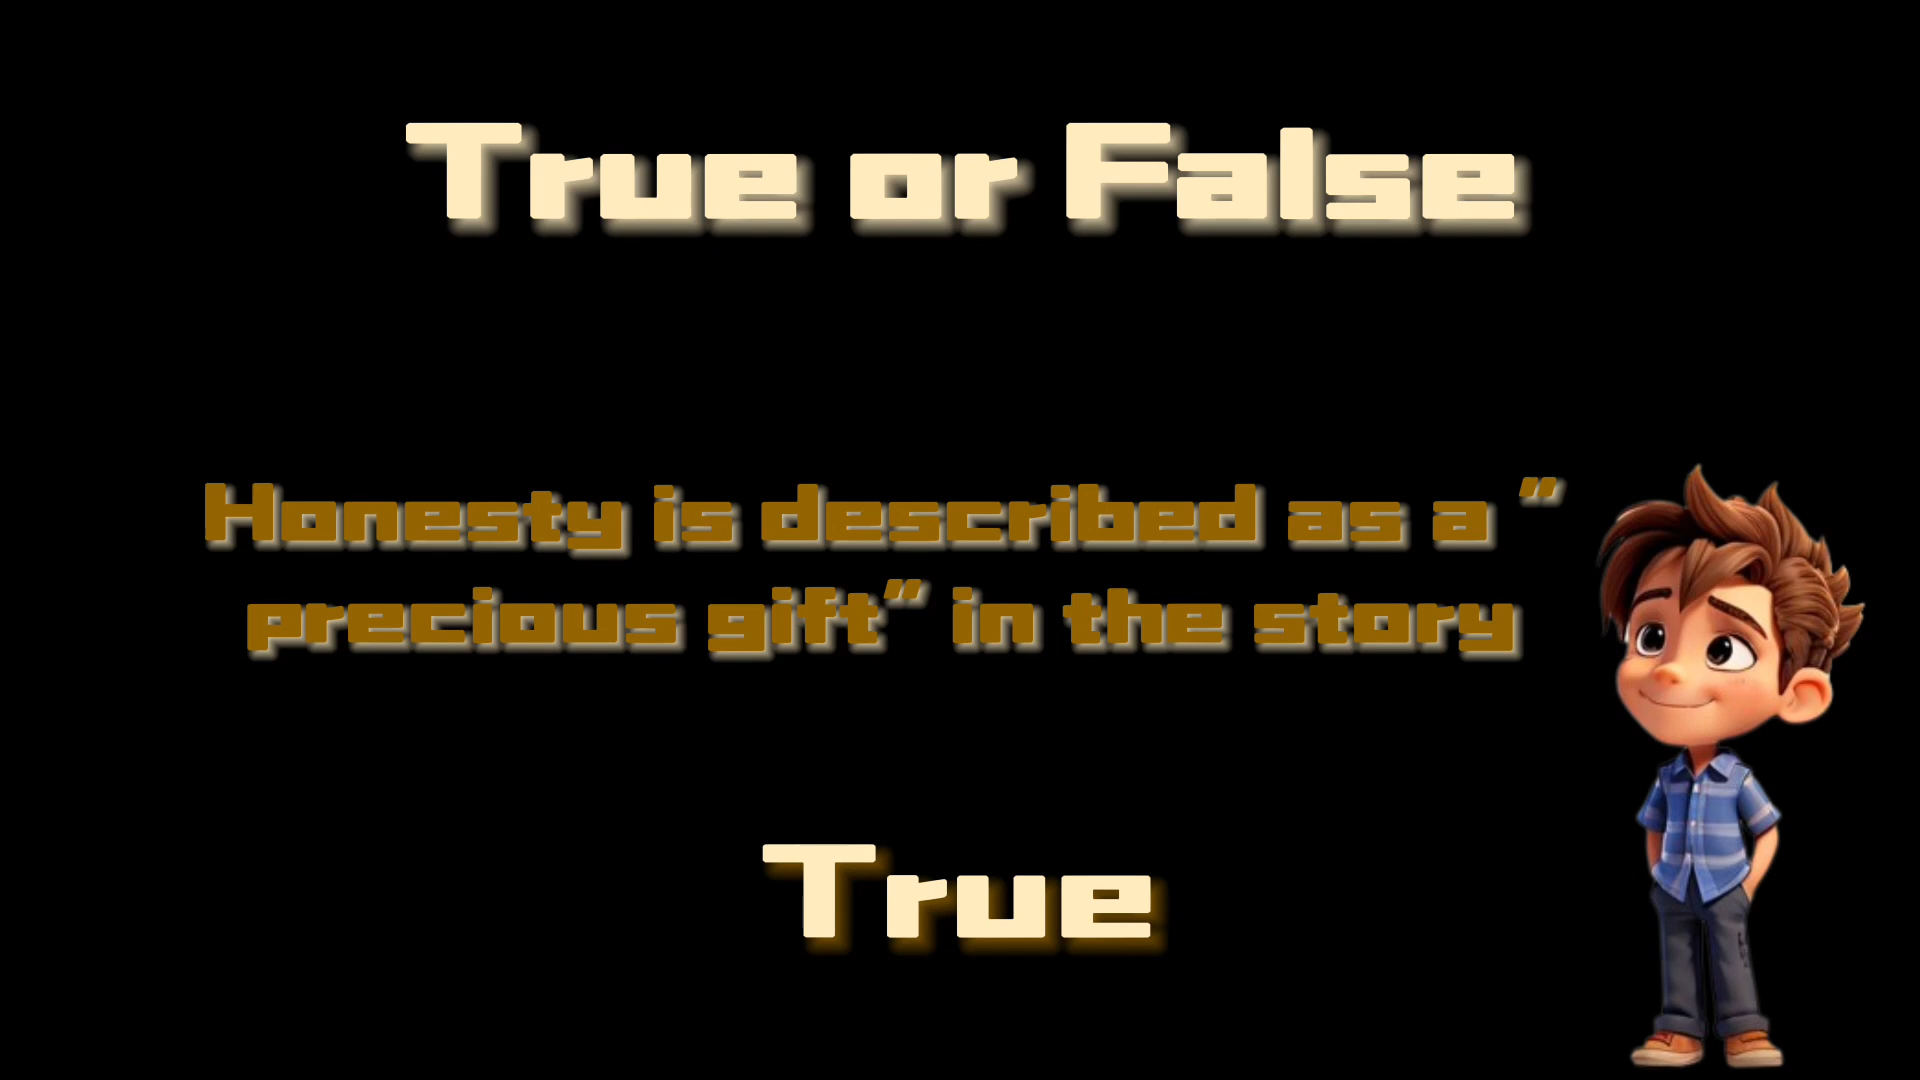 True or False
Honesty is described as a “
precious gift” in the story
True